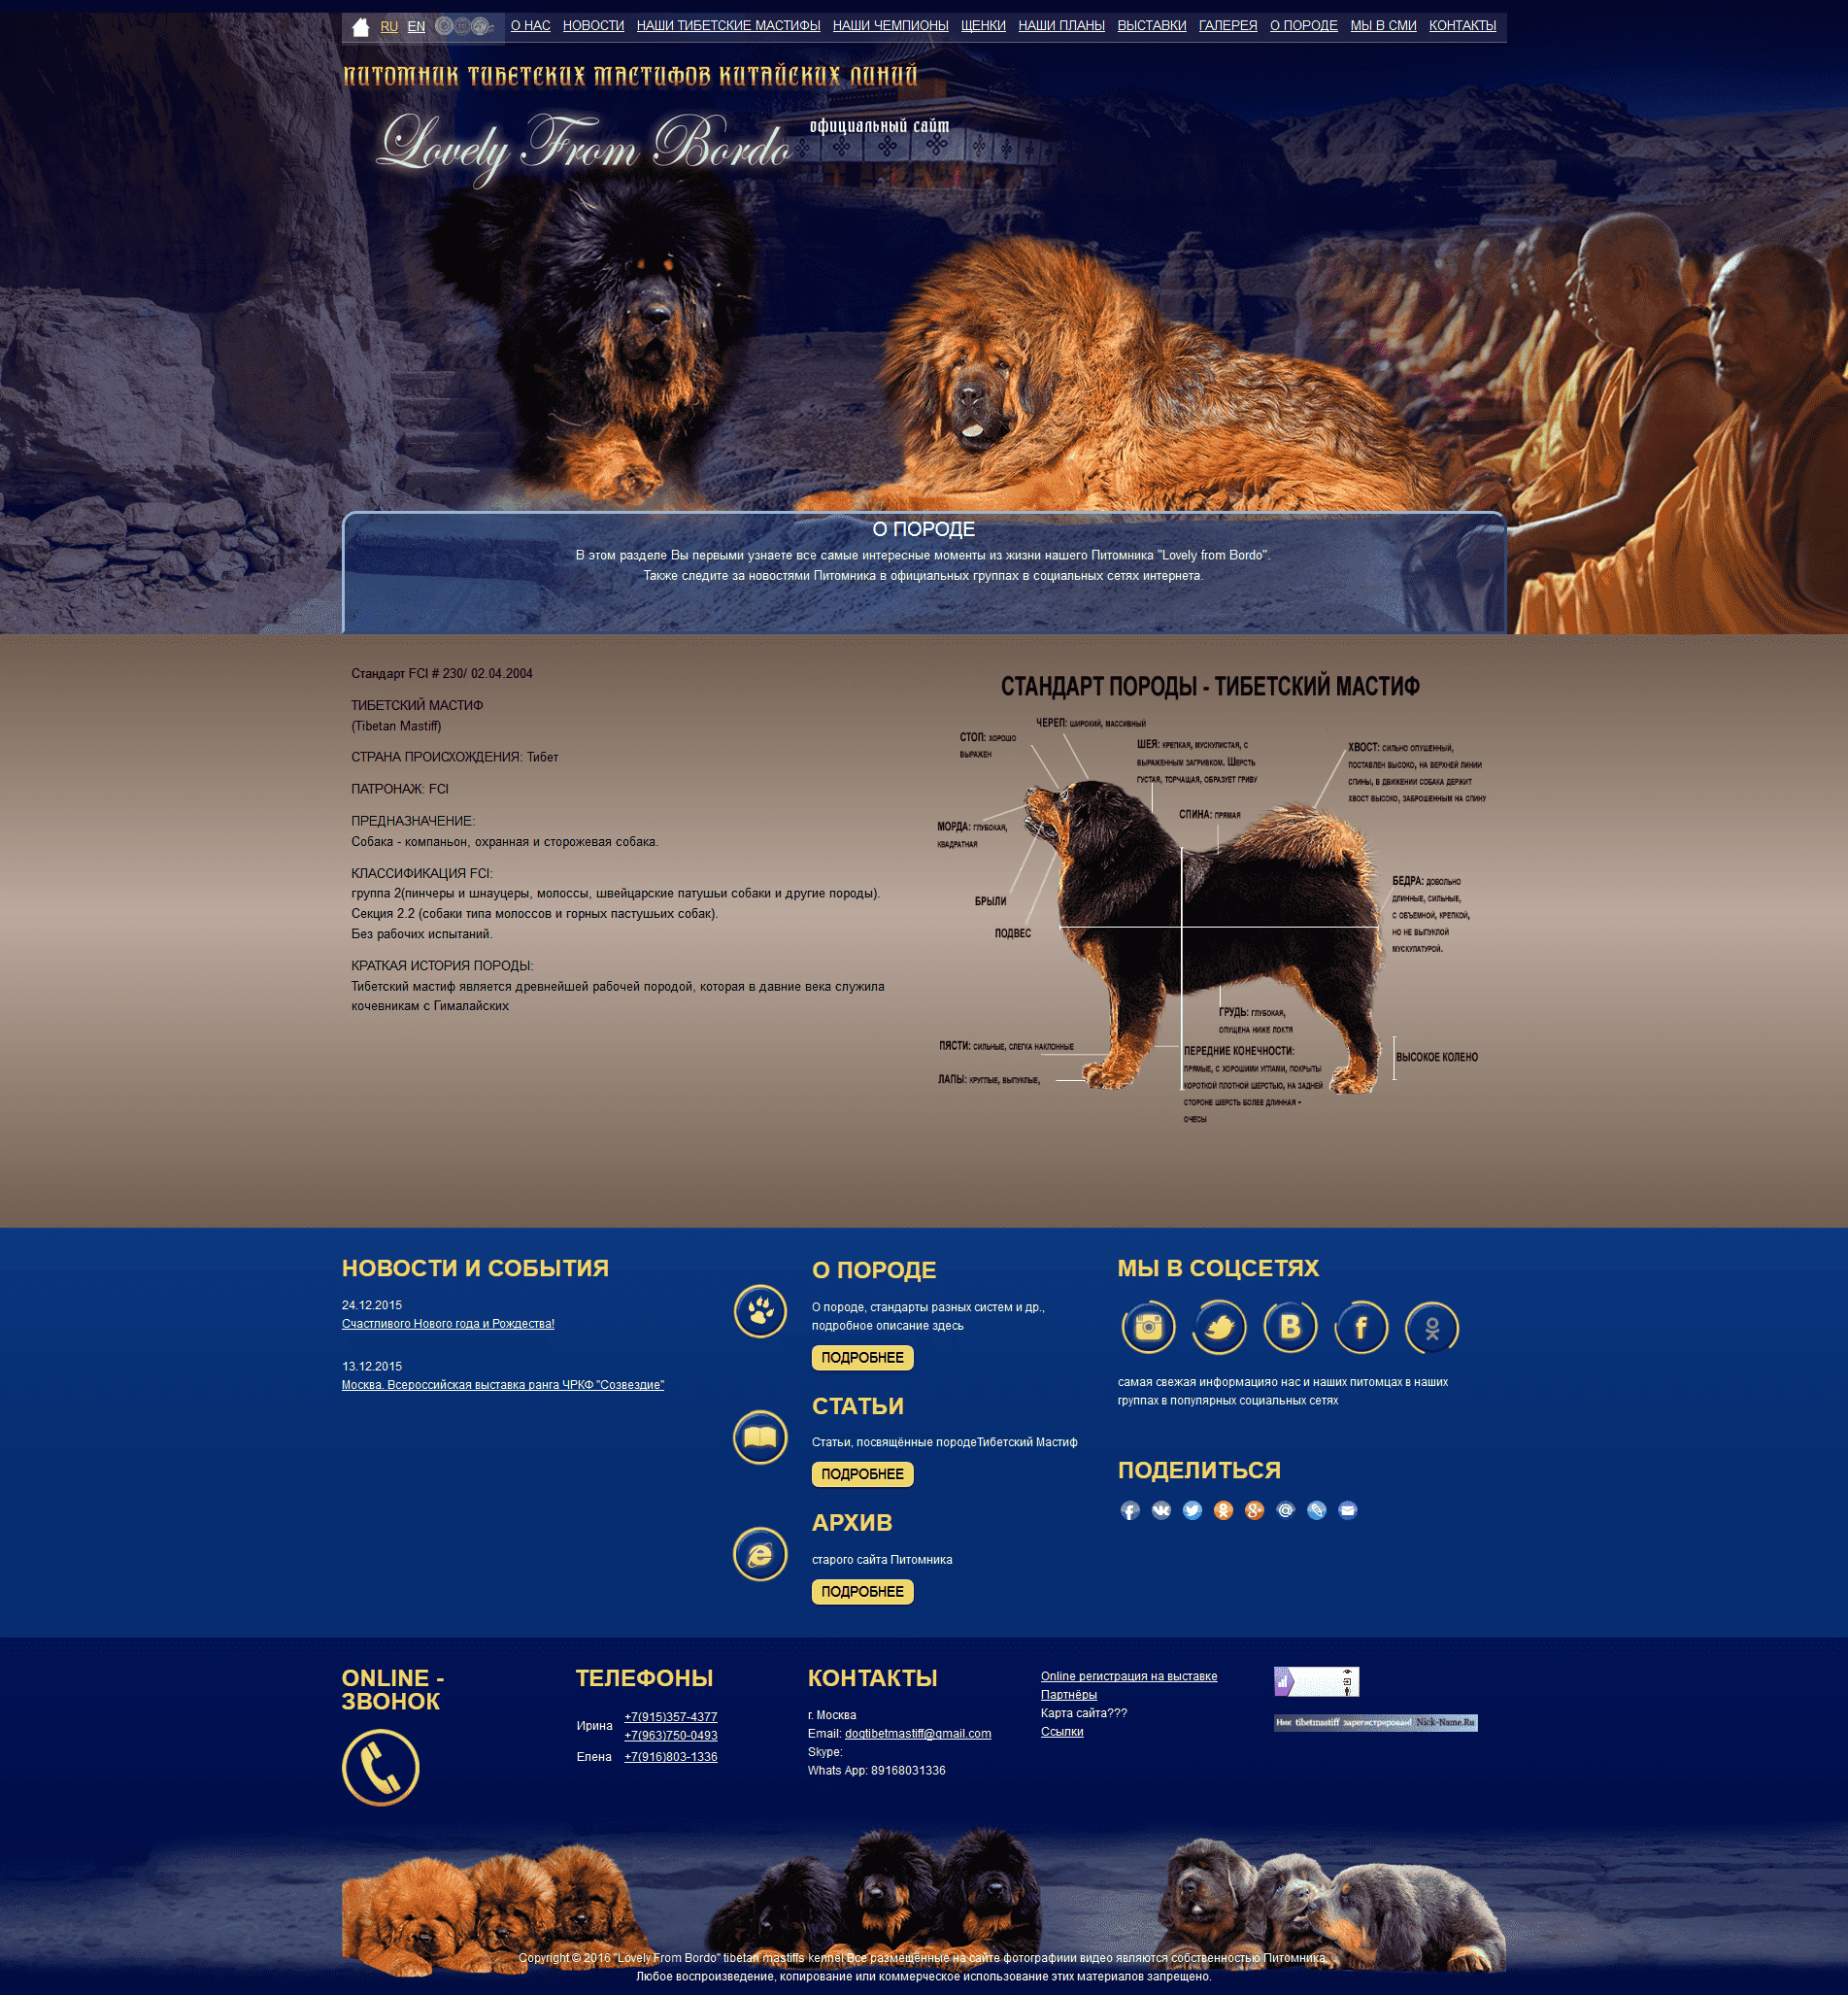 RU EN О НАС НОВОСТИ НАШИ ТИБЕТСКИЕ МАСТИФЫ НАШИ ЧЕМПИОНЫ ЩЕНКИ НАШИ ПЛАНЫ ВЫСТАВКИ ГАЛЕРЕЯ О ПОРОДЕ МЫ В СМИ КОНТАКТЫ
ПИТОМНИК ТИБЕТСКИХ МАСТИФОВ КИТАЙСКИХ ЛИНИЙ
Lovely From Bordo
официальный сайт
О ПОРОДЕ
В этом разделе Вы первыми узнаете все самые интересные моменты из жизни нашего Питомника "Lovely from Bordo".
Также следите за новостями Питомника в официальных группах в социальных сетях интернета.
Стандарт FCI # 230/ 02.04.2004
ТИБЕТСКИЙ МАСТИФ
(Tibetan Mastiff)
СТРАНА ПРОИСХОЖДЕНИЯ: Тибет
ПАТРОНАЖ: FCI
ПРЕДНАЗНАЧЕНИЕ:
Собака - компаньон, охранная и сторожевая собака.
КЛАССИФИКАЦИЯ FCI:
группа 2(пинчеры и шнауцеры, молоссы, швейцарские патушьи собаки и другие породы).
Секция 2.2 (собаки типа молоссов и горных пастушьих собак).
Без рабочих испытаний.
КРАТКАЯ ИСТОРИЯ ПОРОДЫ:
Тибетский мастиф является древнейшей рабочей породой, которая в давние века служила
кочевникам с Гималайских
СТАНДАРТ ПОРОДЫ - ТИБЕТСКИЙ МАСТИФ
ЧЕРЕП: ШИРОКИЙ, МАССИВНЫЙ
СТОП: ХОРОШО
ВЫРАЖЕН
ШЕЯ: КРЕПКАЯ, МУСКУЛИСТАЯ, С
ВЫРАЖЕННЫМ ЗАГРИВКОМ. ШЕРСТЬ
ГУСТАЯ, ТОРЧАЩАЯ, ОБРАЗУЕТ ГРИВУ
ХВОСТ: СИЛЬНО ОПУШЕННЫЙ,
ПОСТАВЛЕН ВЫСОКО, НА ВЕРХНЕЙ ЛИНИИ
СПИНЫ, В ДВИЖЕНИИ СОБАКА ДЕРЖИТ
ХВОСТ ВЫСОКО, ЗАБРОШЕННЫМ НА СПИНУ
СПИНА: ПРЯМАЯ
МОРДА: ГЛУБОКАЯ,
КВАДРАТНАЯ
БРЫЛИ
ПОДВЕС
БЕДРА: ДОВОЛЬНО
ДЛИННЫЕ, СИЛЬНЫЕ,
С ОБЪЕМНОЙ, КРЕПКОЙ,
НО НЕ ВЫПУКЛОЙ
МУСКУЛАТУРОЙ.
ГРУДЬ: ГЛУБОКАЯ,
ОПУЩЕНА НИЖЕ ЛОКТЯ
ПЯСТИ: СИЛЬНЫЕ, СЛЕГКА НАКЛОННЫЕ
ЛАПЫ: КРУГЛЫЕ, ВЫПУКЛЫЕ,
ПЕРЕДНИЕ КОНЕЧНОСТИ:
ПРЯМЫЕ, С ХОРОШИМИ УГЛАМИ, ПОКРЫТЫ
КОРОТКОЙ ПЛОТНОЙ ШЕРСТЬЮ, НА ЗАДНЕЙ
СТОРОНЕ ШЕРСТЬ БОЛЕЕ ДЛИННАЯ -
ОЧЕСЫ
ВЫСОКОЕ КОЛЕНО
НОВОСТИ И СОБЫТИЯ
24.12.2015
Счастливого Нового года и Рождества!
13.12.2015
Москва. Всероссийская выставка ранга ЧРКФ "Созвездие"
О ПОРОДЕ
О породе, стандарты разных систем и др.,
подробное описание здесь
ПОДРОБНЕЕ
СТАТЬИ
Статьи, посвящённые породеТибетский Мастиф
ПОДРОБНЕЕ
АРХИВ
старого сайта Питомника
ПОДРОБНЕЕ
МЫ В СОЦСЕТЯХ
самая свежая информацияо нас и наших питомцах в наших
группах в популярных социальных сетях
ПОДЕЛИТЬСЯ
ONLINE -
ЗВОНОК
ТЕЛЕФОНЫ
Ирина +7(915)357-4377
+7(963)750-0493
Елена +7(916)803-1336
КОНТАКТЫ
г. Москва
Email: dogtibetmastiff@gmail.com
Skype:
Whats App: 89168031336
Online регистрация на выставке
Партнёры
Карта сайта???
Ссылки
Ник tibetmastiff зарегистрирован! Nick-Name.Ru
Copyright © 2016 "Lovely From Bordo" tibetan mastiffs kennel Все размещённые на сайте фотографиии видео являются собственностью Питомника.
Любое воспроизведение, копирование или коммерческое использование этих материалов запрещено.